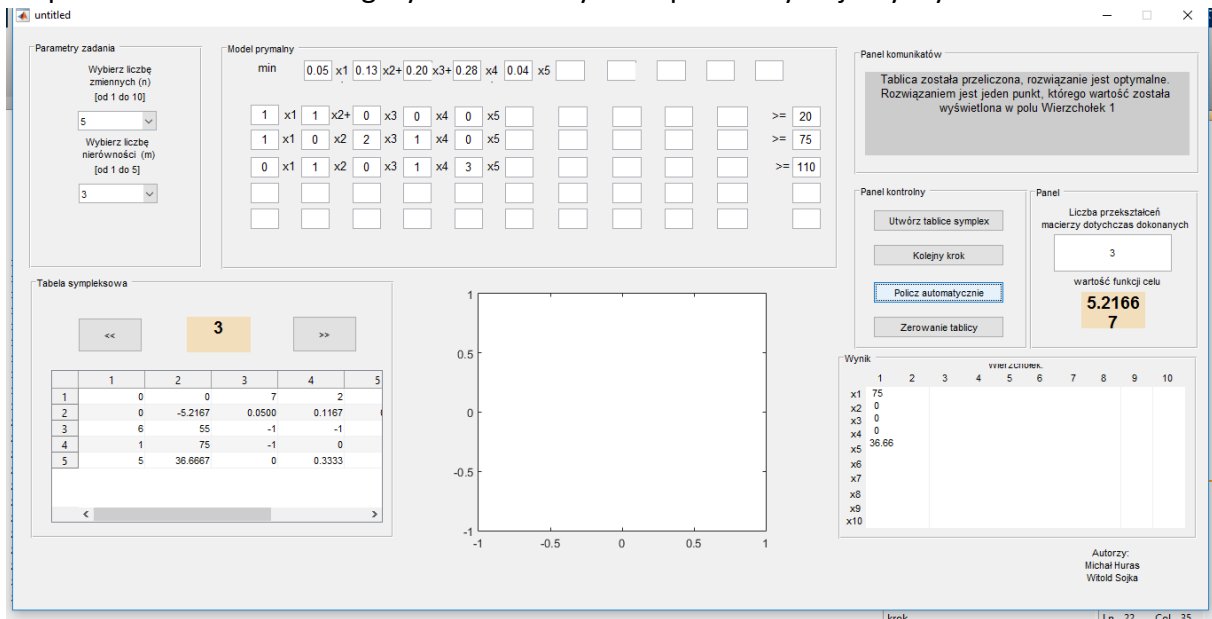 untitled
Parametry zadania
Wybierz liczbę
zmiennych (n)
[od 1 do 10]
5
Wybierz liczbę
nierówności (m)
[od 1 do 5]
3
Model prymalny
min 0.05 x1 0.13 x2+ 0.20 x3+ 0.28 x4 0.04 x5
1 x1 1 x2+ 0 x3 0 x4 0 x5 >= 20
1 x1 0 x2 2 x3 1 x4 0 x5 >= 75
0 x1 1 x2 0 x3 1 x4 3 x5 >= 110
Panel komunikatów
Tablica została przeliczona, rozwiązanie jest optymalne.
Rozwiązaniem jest jeden punkt, którego wartość została
wyświetlona w polu Wierzchołek 1
Panel kontrolny
Utwórz tablice symplex
Kolejny krok
Policz automatycznie
Zerowanie tablicy
Panel
Liczba przekształceń
macierzy dotychczas dokonanych
3
wartość funkcji celu
5.2166
7
Tabela sympleksowa
<< 3 >>
1 2 3 4 5
1 0 0 7 2
2 0 -5.2167 0.0500 0.1167
3 6 55 -1 -1
4 1 75 -1 0
5 5 36.6667 0 0.3333
1
0.5
0
-0.5
-1
-1 -0.5 0 0.5 1
Wynik
Wierzchołek:
1 2 3 4 5 6 7 8 9 10
x1 75
x2 0
x3 0
x4 0
x5 36.66
x6
x7
x8
x9
x10
Autorzy:
Michał Huras
Witold Sojka
krok
Ln 22 Col 35